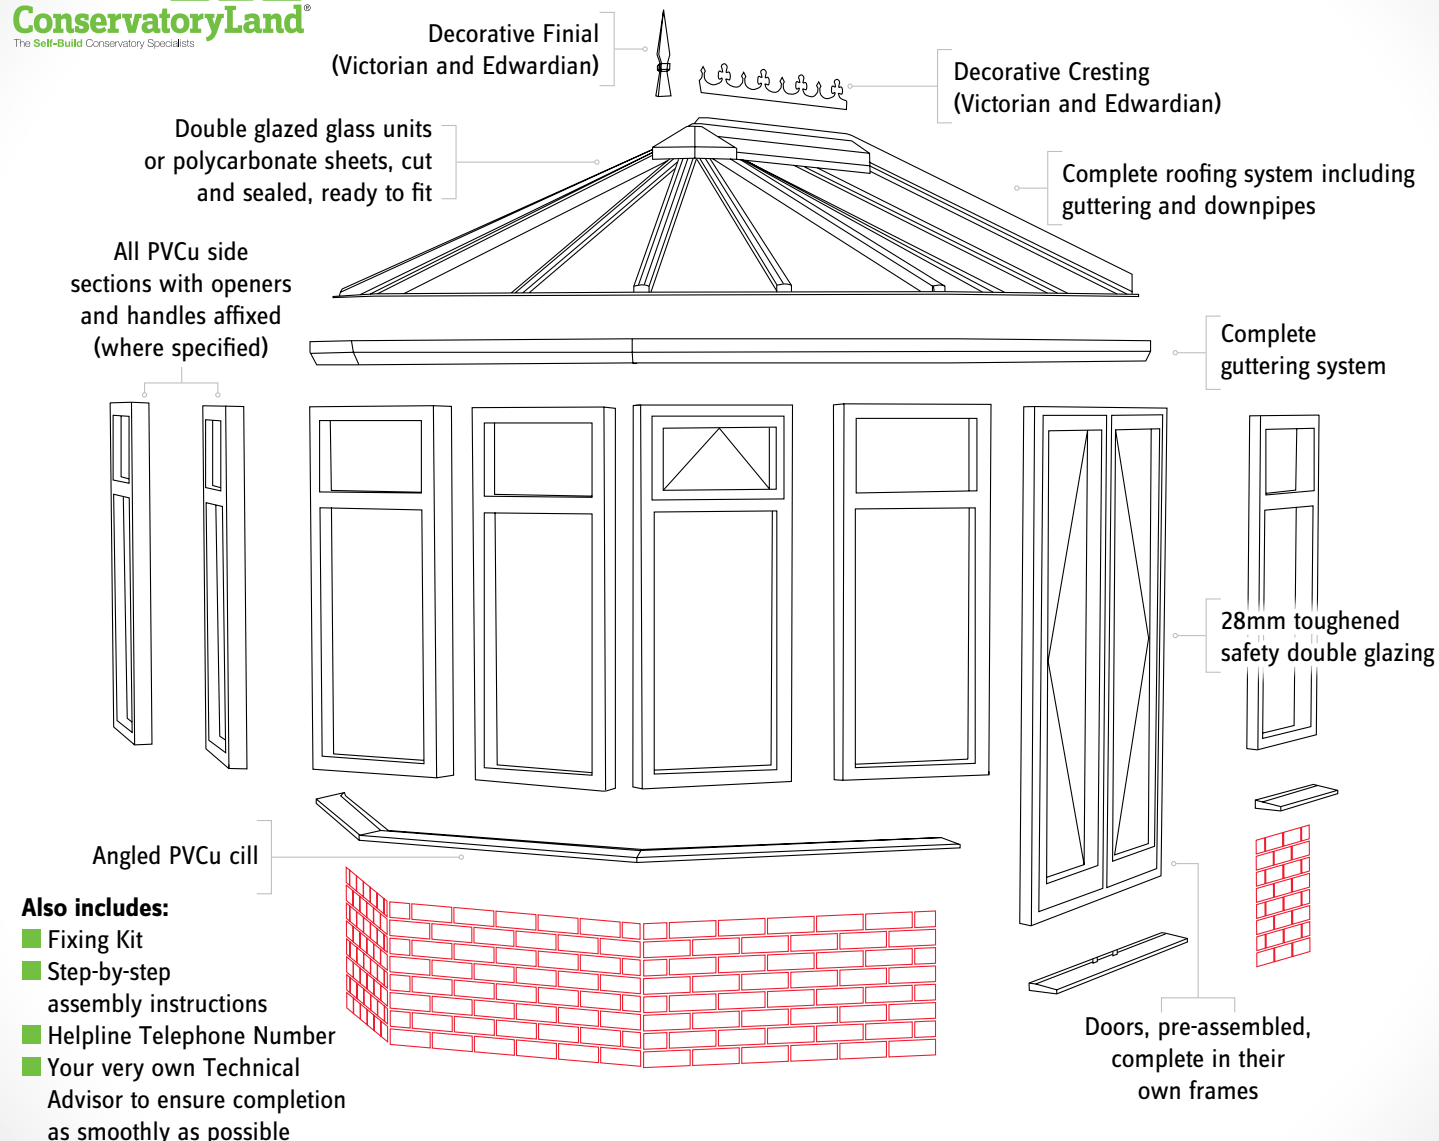 ConservatoryLand®
The Self-Build Conservatory Specialists
Decorative Finial
(Victorian and Edwardian)
Decorative Cresting
(Victorian and Edwardian)
Double glazed glass units
or polycarbonate sheets, cut
and sealed, ready to fit
Complete roofing system including
guttering and downpipes
All PVCu side
sections with openers
and handles affixed
(where specified)
Complete
guttering system
28mm toughened
safety double glazing
Angled PVCu cill
Also includes:
Fixing Kit
Step-by-step
assembly instructions
Helpline Telephone Number
Your very own Technical
Advisor to ensure completion
as smoothly as possible
Doors, pre-assembled,
complete in their
own frames